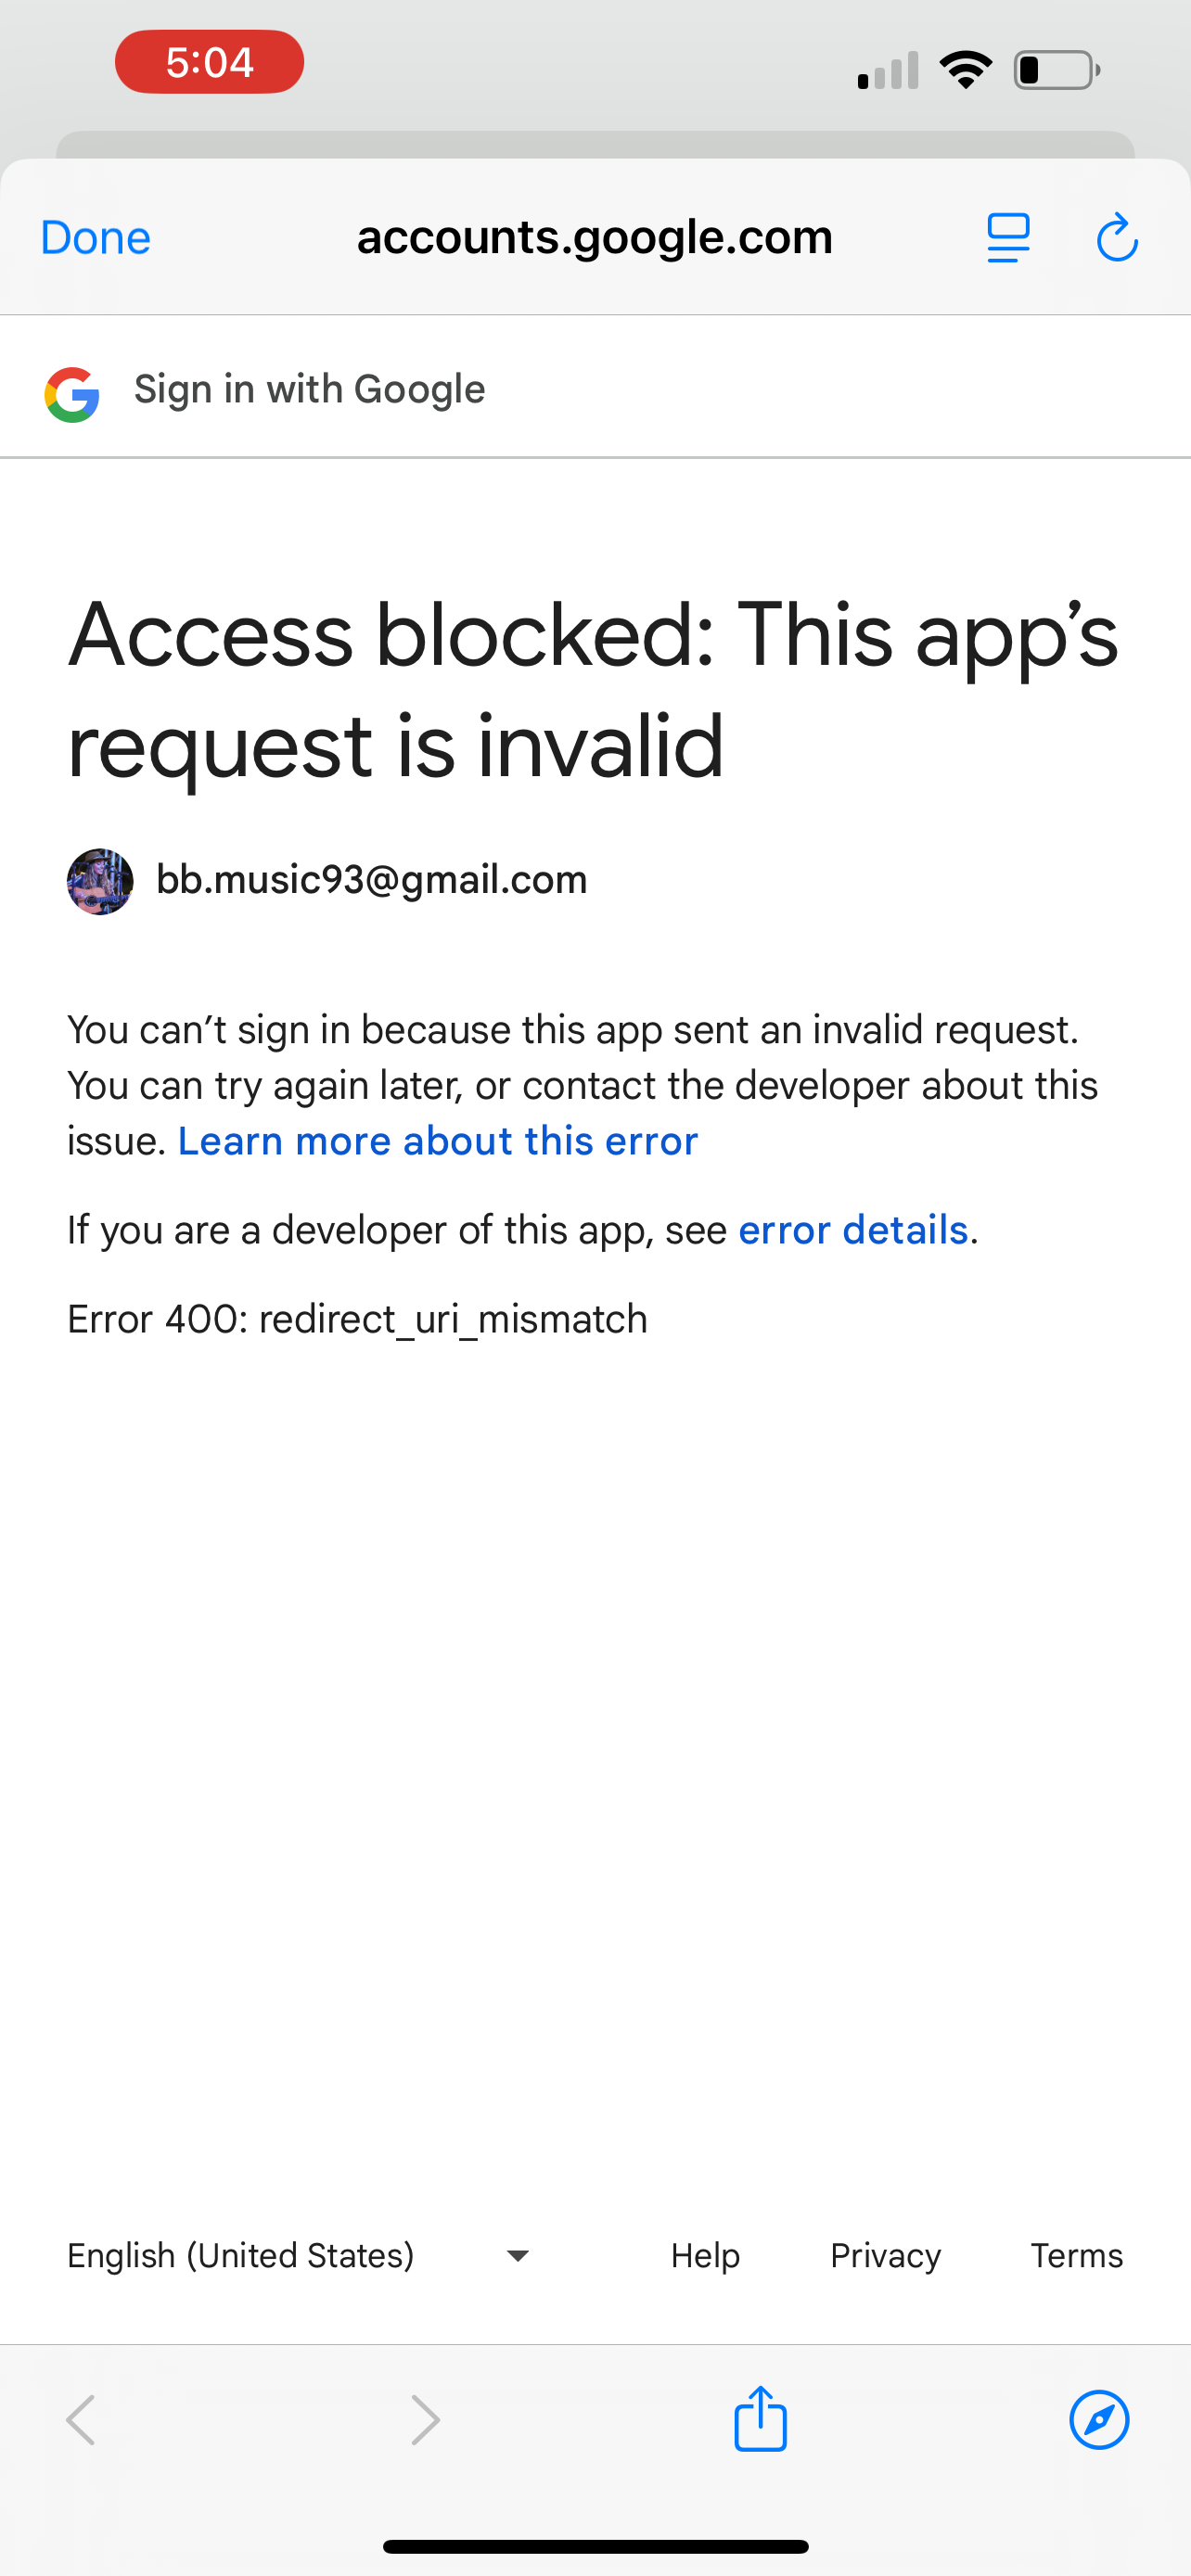 5:04
Done
accounts.google.com
Sign in with Google
Access blocked: This app’s
request is invalid
bb.music93@gmail.com
You can’t sign in because this app sent an invalid request.
You can try again later, or contact the developer about this
issue. Learn more about this error
If you are a developer of this app, see error details.
Error 400: redirect_uri_mismatch
English (United States)
Help
Privacy
Terms